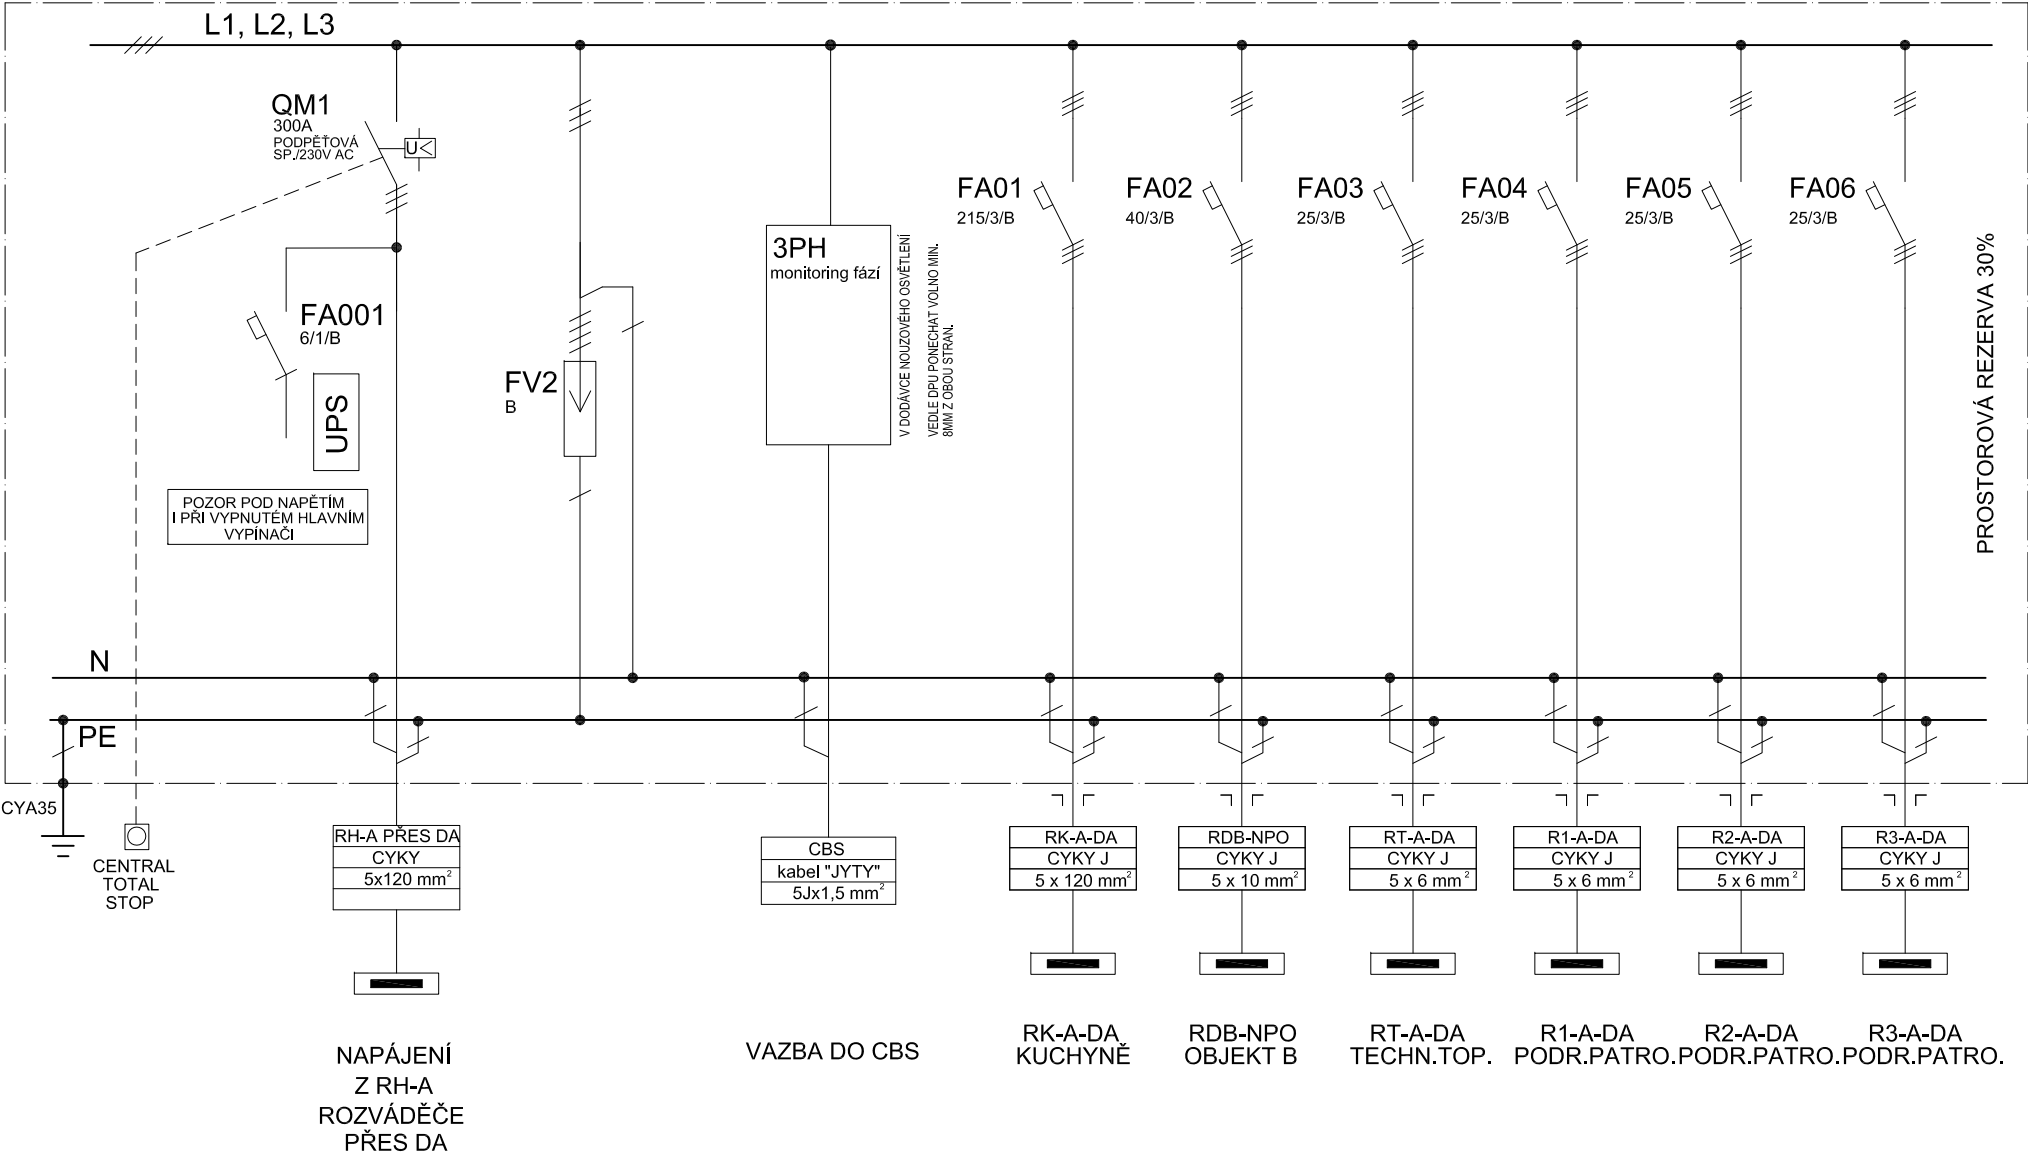 L1, L2, L3
QM1
300A
PODPĚŤOVÁ
SP./230V AC
U<
FA001
6/1/B
UPS
POZOR POD NAPĚTÍM
I PŘI VYPNUTÉM HLAVNÍM
VYPÍNAČI
FV2
B
3PH
monitoring fází
V DODÁVCE NOUZOVÉHO OSVĚTLENÍ
VEDLE DPU PONECHAT VOLNO MIN.
8MM Z OBOU STRAN.
FA01
215/3/B
FA02
40/3/B
FA03
25/3/B
FA04
25/3/B
FA05
25/3/B
FA06
25/3/B
PROSTOROVÁ REZERVA 30%
N
PE
CYA35
CENTRAL
TOTAL
STOP
RH-A PŘES DA
CYKY
5x120 mm²
NAPÁJENÍ
Z RH-A
ROZVÁDĚČE
PŘES DA
CBS
kabel "JYTY"
5Jx1,5 mm²
VAZBA DO CBS
RK-A-DA
CYKY J
5 x 120 mm²
RK-A-DA
KUCHYNĚ
RDB-NPO
CYKY J
5 x 10 mm²
RDB-NPO
OBJEKT B
RT-A-DA
CYKY J
5 x 6 mm²
RT-A-DA
TECHN.TOP.
R1-A-DA
CYKY J
5 x 6 mm²
R1-A-DA
PODR.PATRO.
R2-A-DA
CYKY J
5 x 6 mm²
R2-A-DA
PODR.PATRO.
R3-A-DA
CYKY J
5 x 6 mm²
R3-A-DA
PODR.PATRO.